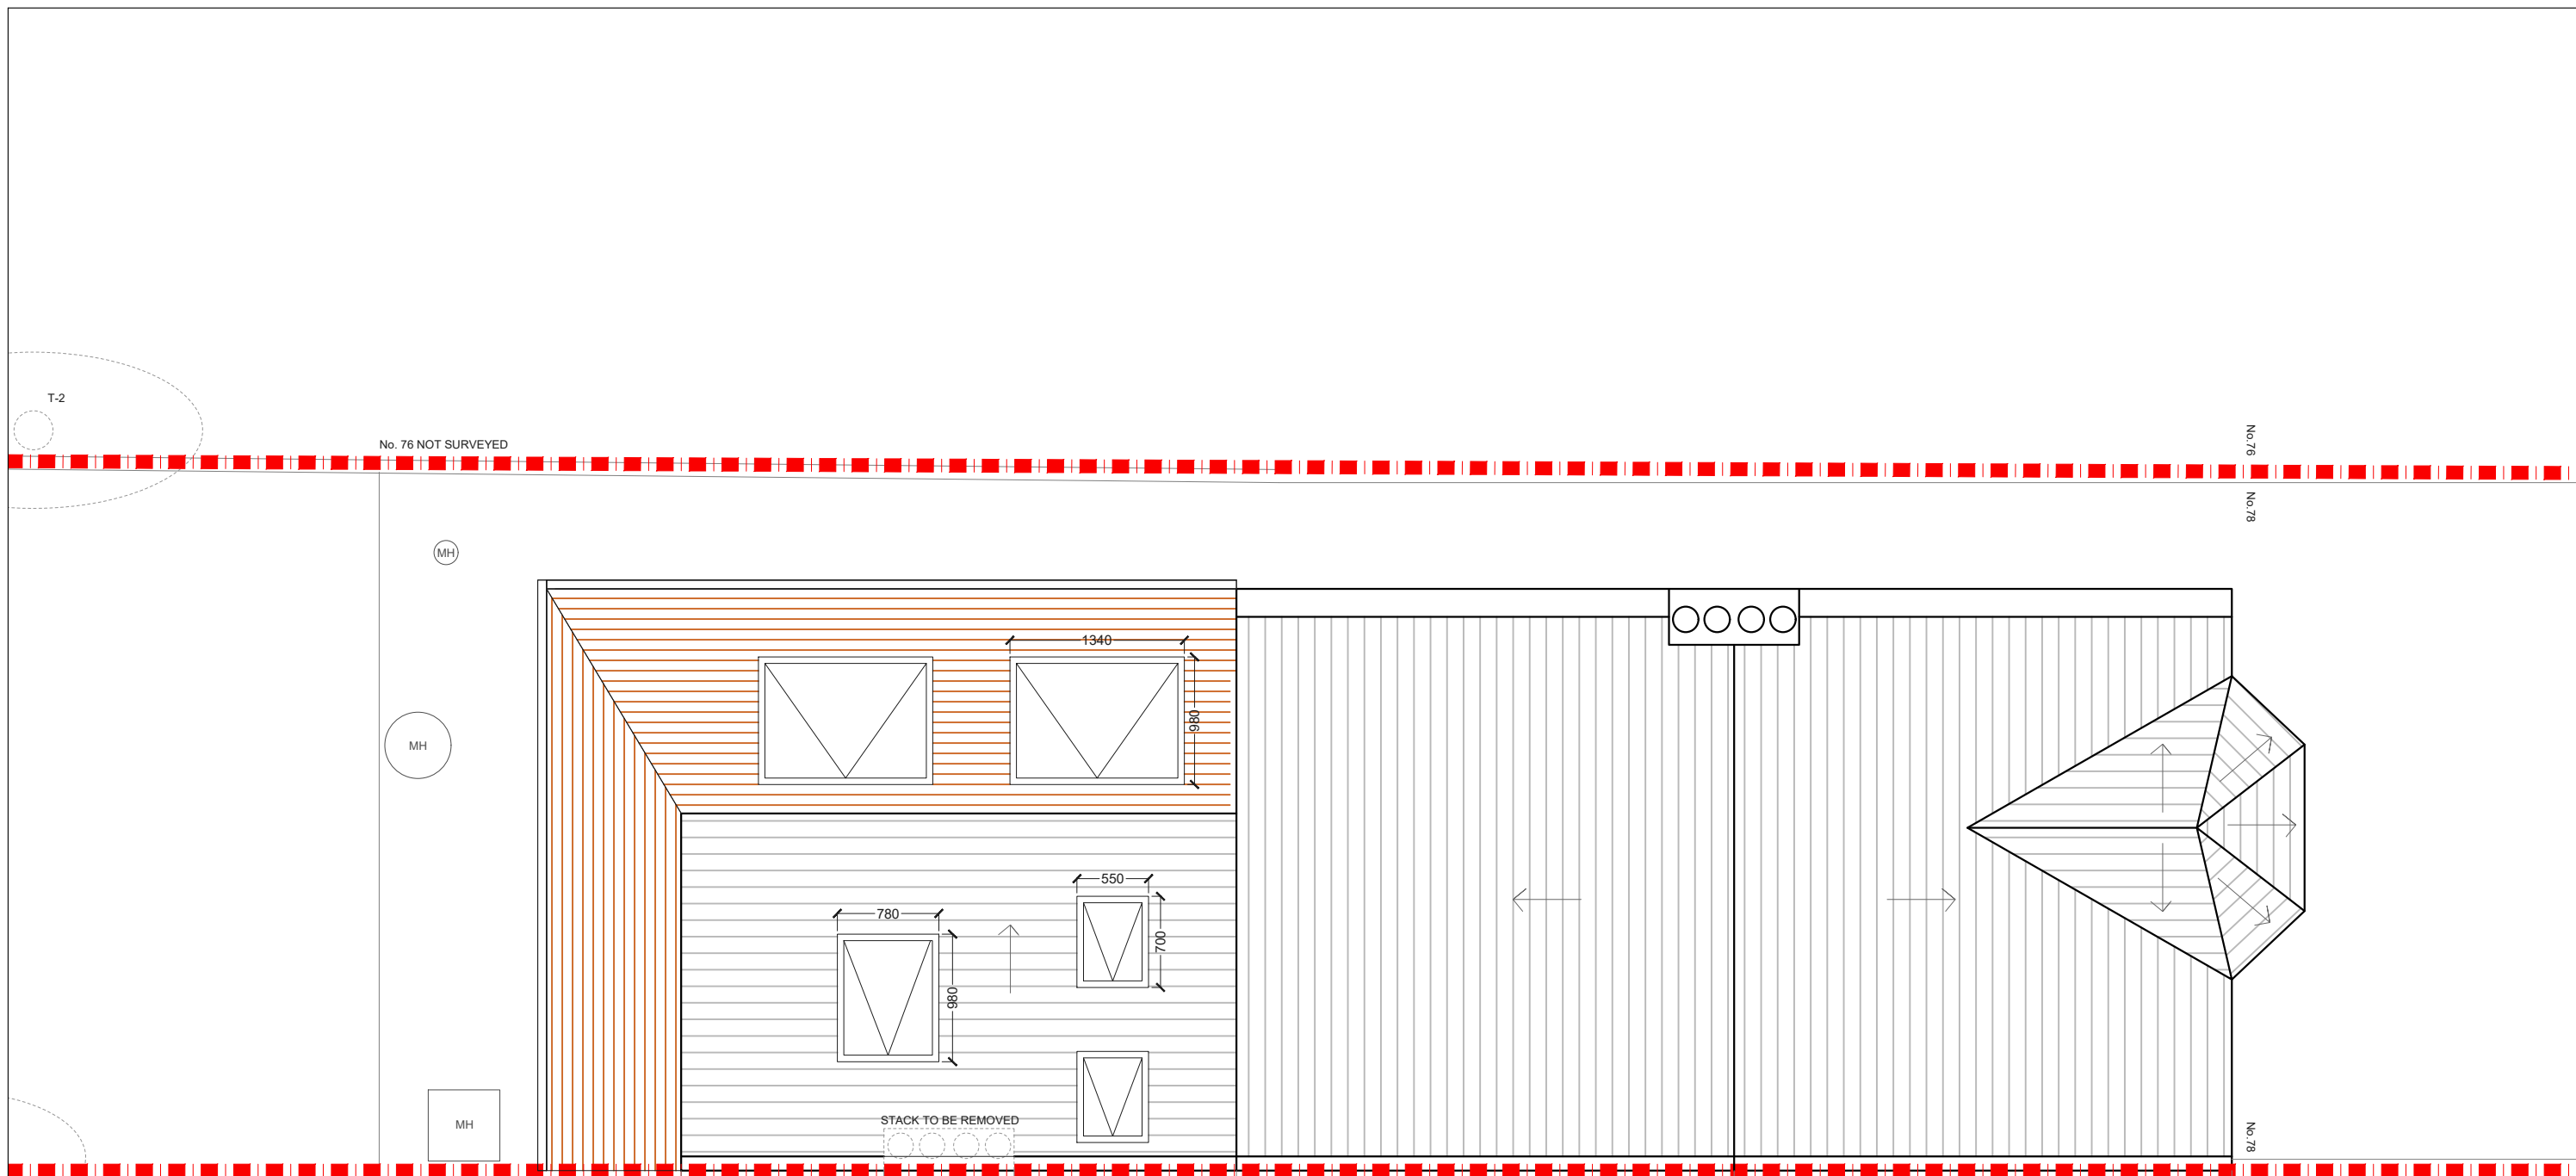 T-2
No. 76 NOT SURVEYED
No.76
No.78
MH
1340
980
MH
550
700
780
980
STACK TO BE REMOVED
MH
No.78